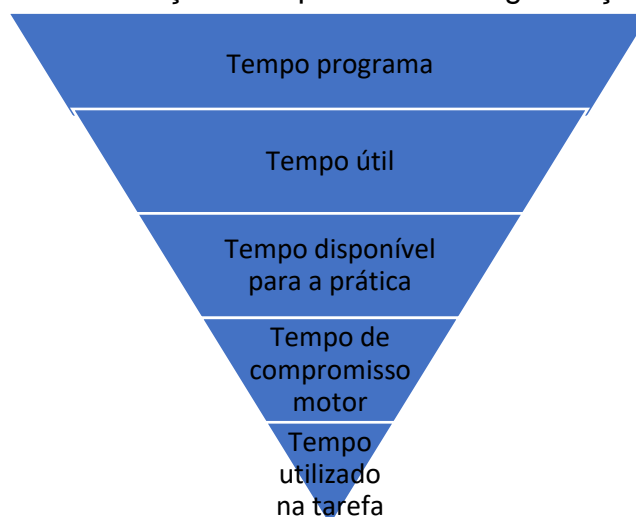 Tempo programa
Tempo útil
Tempo disponível
para a prática
Tempo de
compromisso
motor
Tempo
utilizado
na tarefa